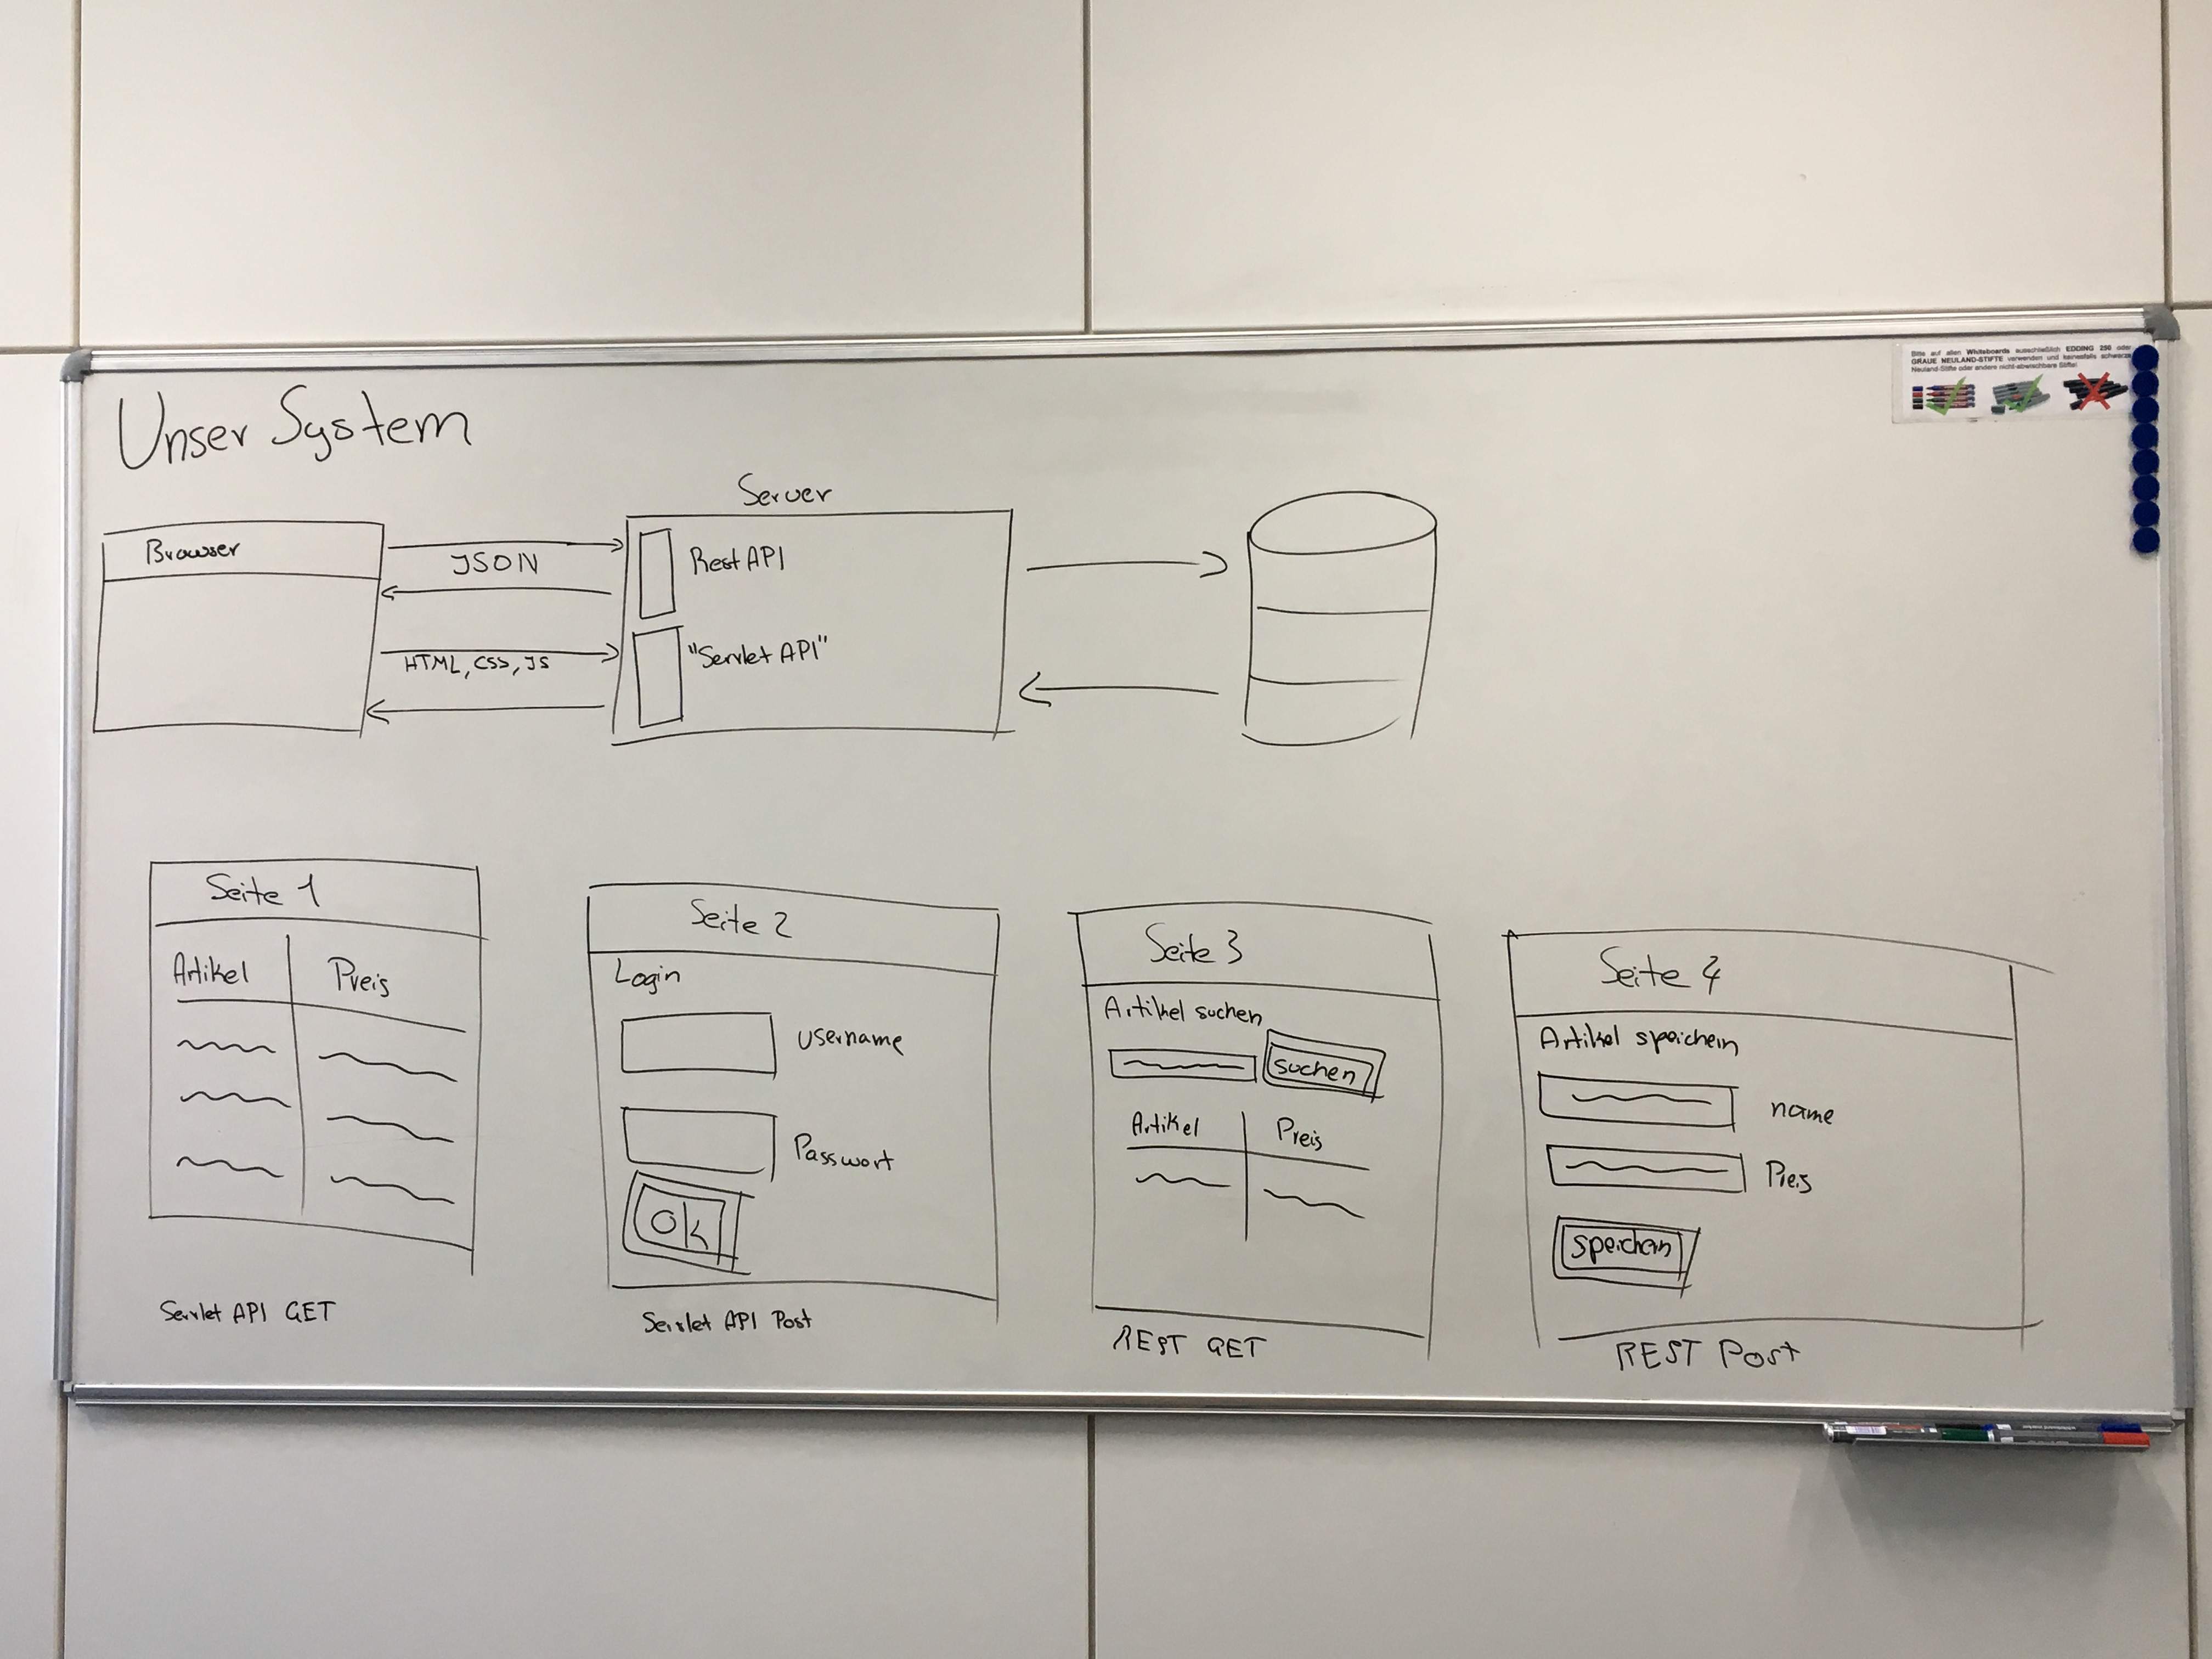 Bitte auf allen Whiteboards ausschließlich EDDING 250 oder
GRAUE NEULAND-STIFTE verwenden und keinesfalls schwarze
Neuland-Stifte oder andere nicht-abwischbare Stifte!
Unser System
Server
Browser
JSON
RestAPI
HTML, CSS, JS
"Servlet API"
Seite 1
Artikel Preis
Servlet API GET
Seite 2
Login
username
Passwort
OK
Servlet API Post
Seite 3
Artikel suchen
suchen
Artikel Preis
REST GET
Seite 4
Artikel speichern
name
Preis
speichern
REST Post